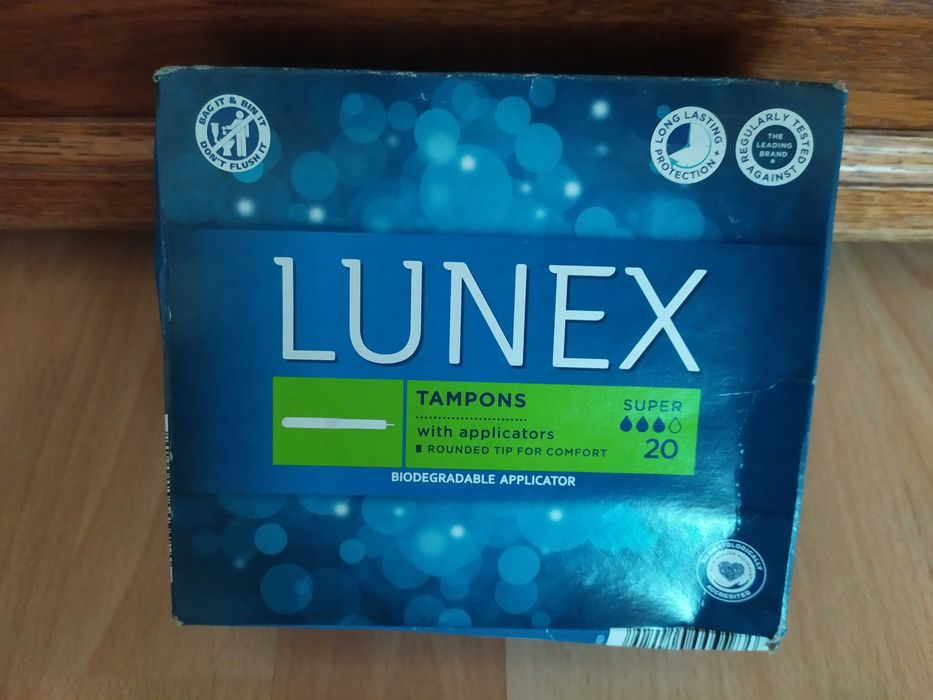 BAG IT & BIN IT
DON'T FLUSH IT
LONG LASTING
PROTECTION +
REGULARLY TESTED
THE
LEADING
BRAND
AGAINST
LUNEX
TAMPONS
with applicators
ROUNDED TIP FOR COMFORT
SUPER
20
BIODEGRADABLE APPLICATOR
ACCREDITED